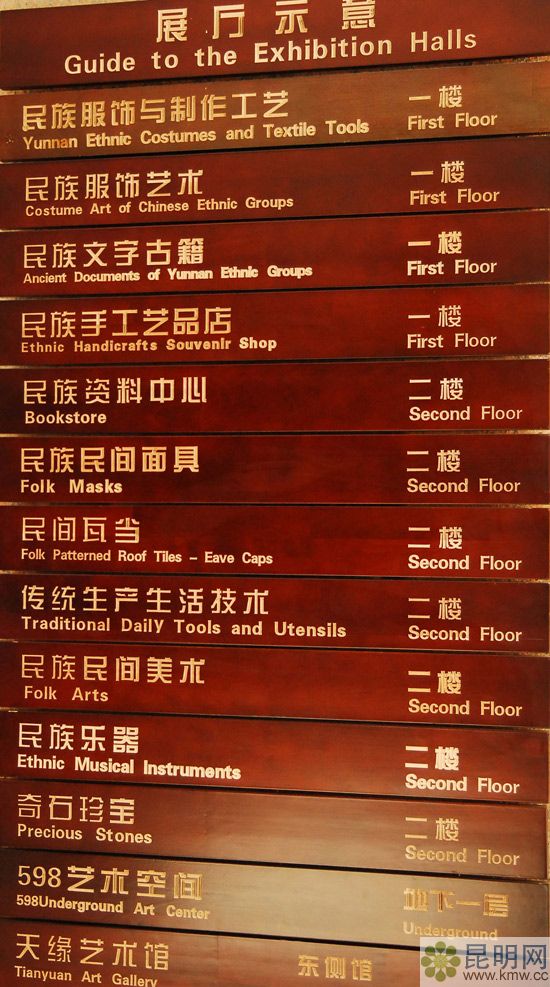 展厅示意
Guide to the Exhibition Halls
民族服饰与制作工艺 一楼
Yunnan Ethnic Costumes and Textile Tools First Floor
民族服饰艺术 一楼
Costume Art of Chinese Ethnic Groups First Floor
民族文字古籍 一楼
Ancient Documents of Yunnan Ethnic Groups First Floor
民族手工艺品店 一楼
Ethnic Handicrafts Souvenir Shop First Floor
民族资料中心 二楼
Bookstore Second Floor
民族民间面具 二楼
Folk Masks Second Floor
民间瓦当 二楼
Folk Patterned Roof Tiles - Eave Caps Second Floor
传统生产生活技术 二楼
Traditional Daily Tools and Utensils Second Floor
民族民间美术 二楼
Folk Arts Second Floor
民族乐器 二楼
Ethnic Musical Instruments Second Floor
奇石珍宝 二楼
Precious Stones Second Floor
598艺术空间 地下一层
598Underground Art Center Underground
天缘艺术馆 东侧馆
Tianyuan Art Gallery
昆明网
www.kmw.cc